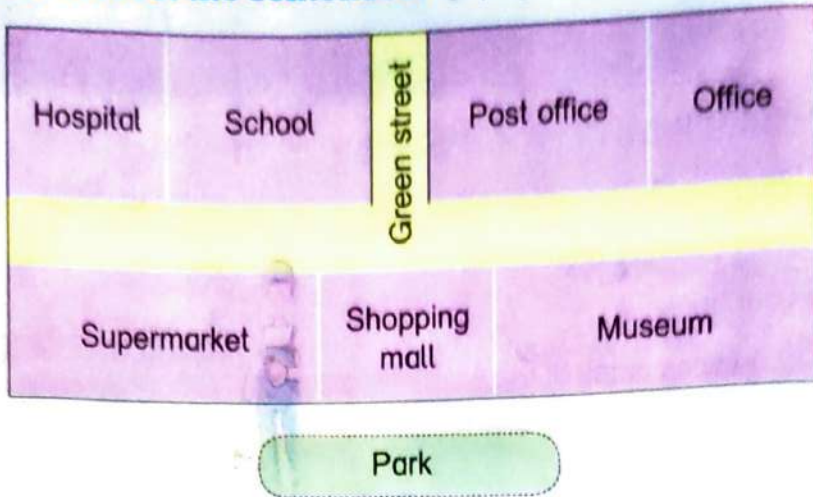 Hospital
School
Green street
Post office
Office
Supermarket
Shopping
mall
Museum
Park